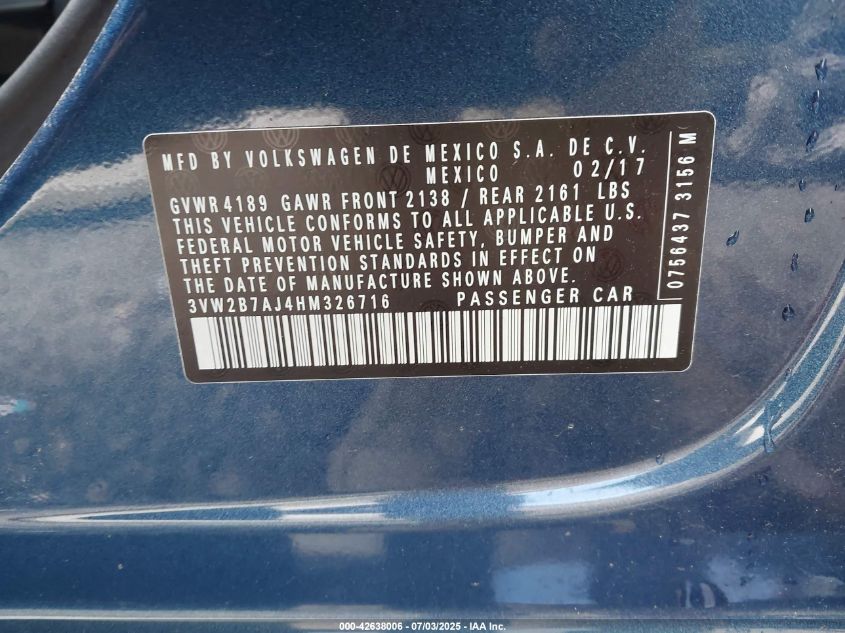 MFD BY VOLKSWAGEN DE MEXICO S.A. DE C.V.
MEXICO 02/17
GVWR 4189 GAWR FRONT 2138 / REAR 2161 LBS
THIS VEHICLE CONFORMS TO ALL APPLICABLE U.S.
FEDERAL MOTOR VEHICLE SAFETY, BUMPER AND
THEFT PREVENTION STANDARDS IN EFFECT ON
THE DATE OF MANUFACTURE SHOWN ABOVE.
3VW2B7AJ4HM326716 PASSENGER CAR
0756437 3156 M
000-42638006 - 07/03/2025 - IAA Inc.